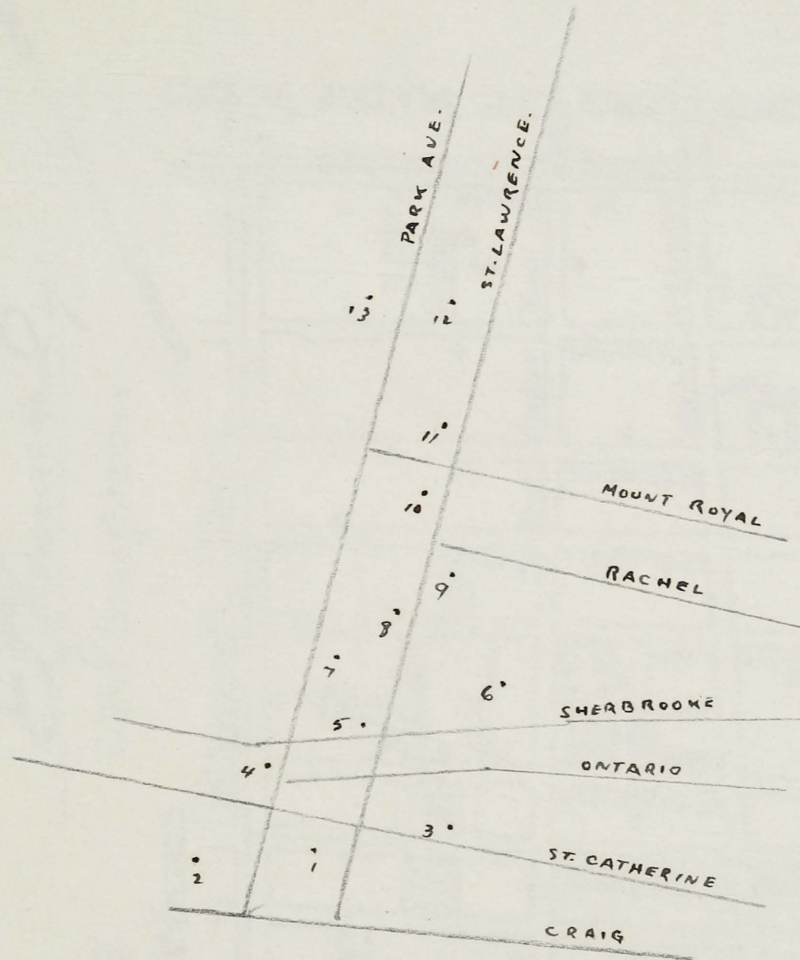 PARK AVE.
ST. LAWRENCE.
13
12
11
MOUNT ROYAL
10
RACHEL
9
8
7
6
SHERBROOKE
5
4
ONTARIO
3
ST. CATHERINE
2
1
CRAIG